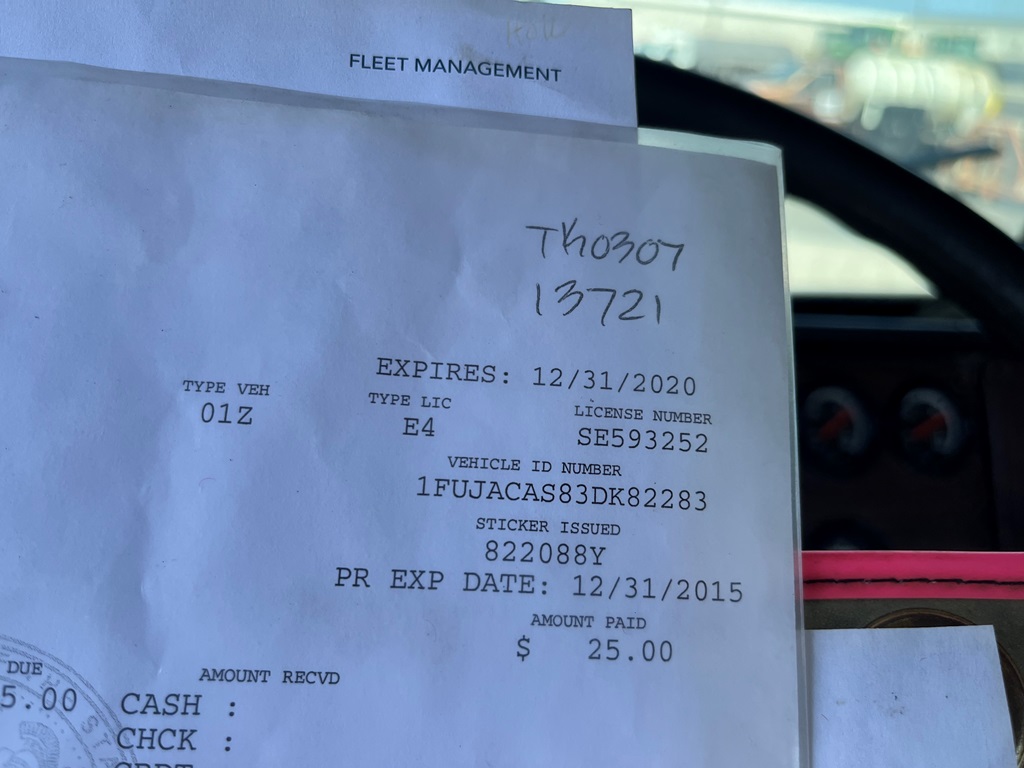 FLEET MANAGEMENT
TK0307
13721
EXPIRES: 12/31/2020
TYPE VEH TYPE LIC LICENSE NUMBER
01Z E4 SE593252
VEHICLE ID NUMBER
1FUJACAS83DK82283
STICKER ISSUED
822088Y
PR EXP DATE: 12/31/2015
AMOUNT PAID
$ 25.00
DUE AMOUNT RECVD
5.00 CASH :
CHCK :